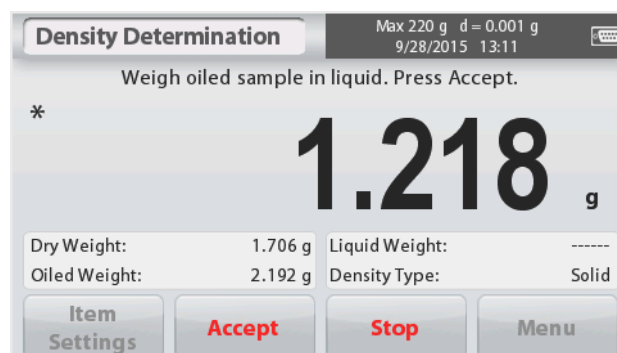 Density Determination
Max 220 g d = 0.001 g
9/28/2015 13:11
Weigh oiled sample in liquid. Press Accept.
*
1.218 g
Dry Weight: 1.706 g Liquid Weight: ------
Oiled Weight: 2.192 g Density Type: Solid
Item
Settings
Accept
Stop
Menu